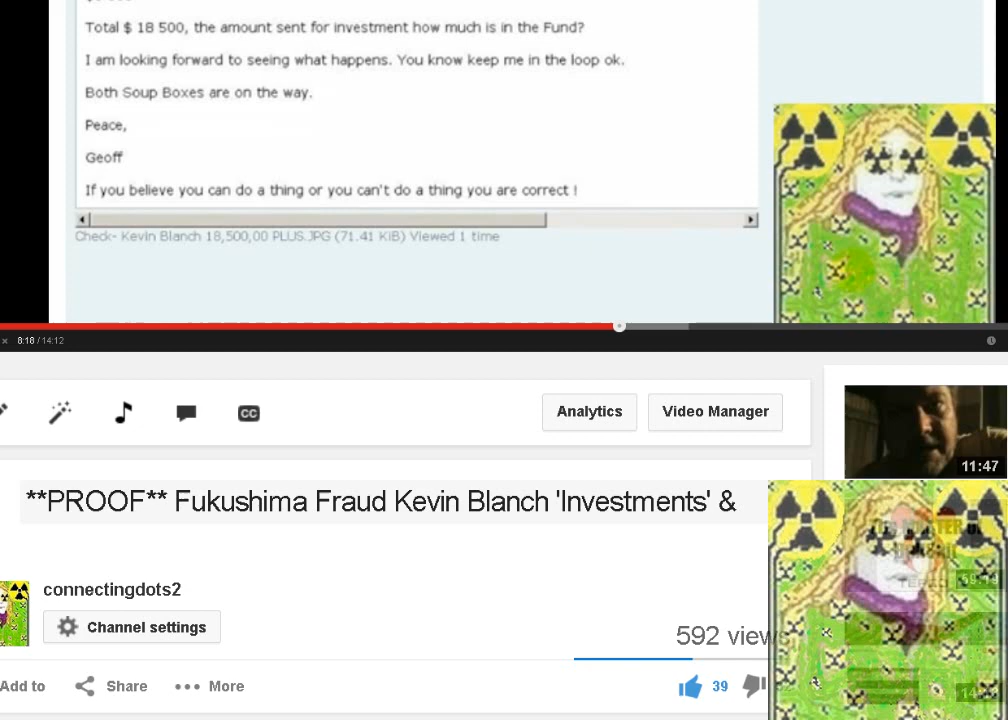 Total $ 18 500, the amount sent for investment how much is in the Fund?
I am looking forward to seeing what happens. You know keep me in the loop ok.
Both Soup Boxes are on the way.
Peace,
Geoff
If you believe you can do a thing or you can't do a thing you are correct !
Check- Kevin Blanch 18,500,00 PLUS.JPG (71.41 KiB) Viewed 1 time
8:18 / 14:12
CC
Analytics
Video Manager
11:47
**PROOF** Fukushima Fraud Kevin Blanch 'Investments' &
connectingdots2
Channel settings
592 views
Add to
Share
More
39